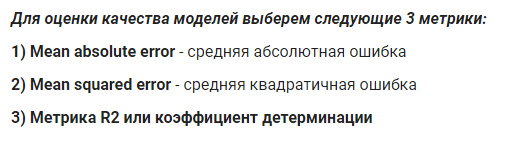 Для оценки качества моделей выберем следующие 3 детрики:
1) Mean absolute error - средняя абсолютная ошибка
2) Mean squared error - средняя квадратичная ошибка
3) Метрика R2 или коэффициент детерминации